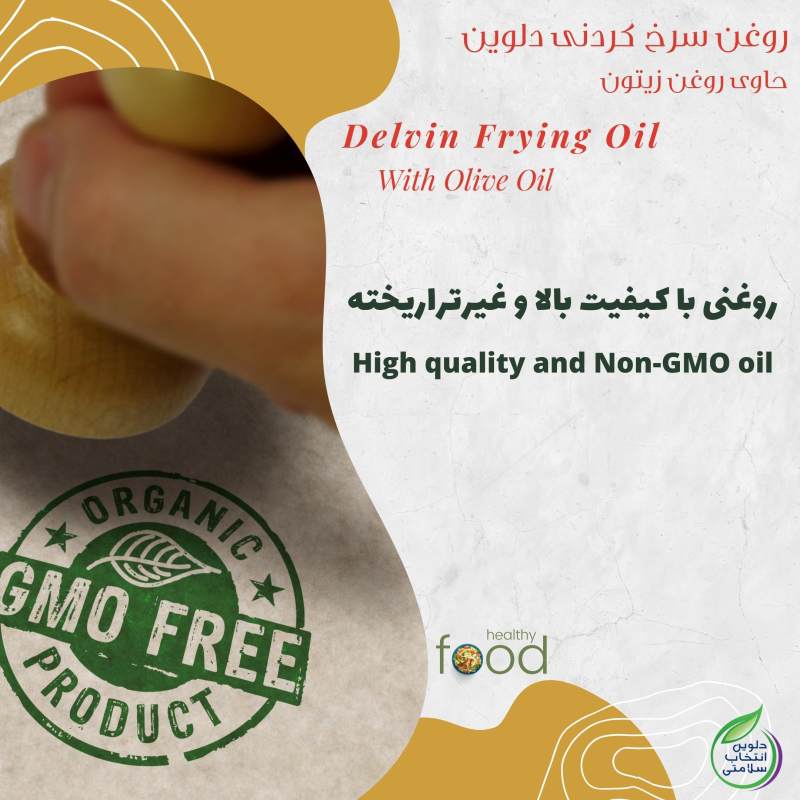 روغن سرخ کردنی دلوین
حاوی روغن زیتون
Delvin Frying Oil
With Olive Oil
روغنی با کیفیت بالا و غیرتراریخته
High quality and Non-GMO oil
ORGANIC
GMO FREE
PRODUCT
healthy
food
دلوین
انتخاب
سلامتی